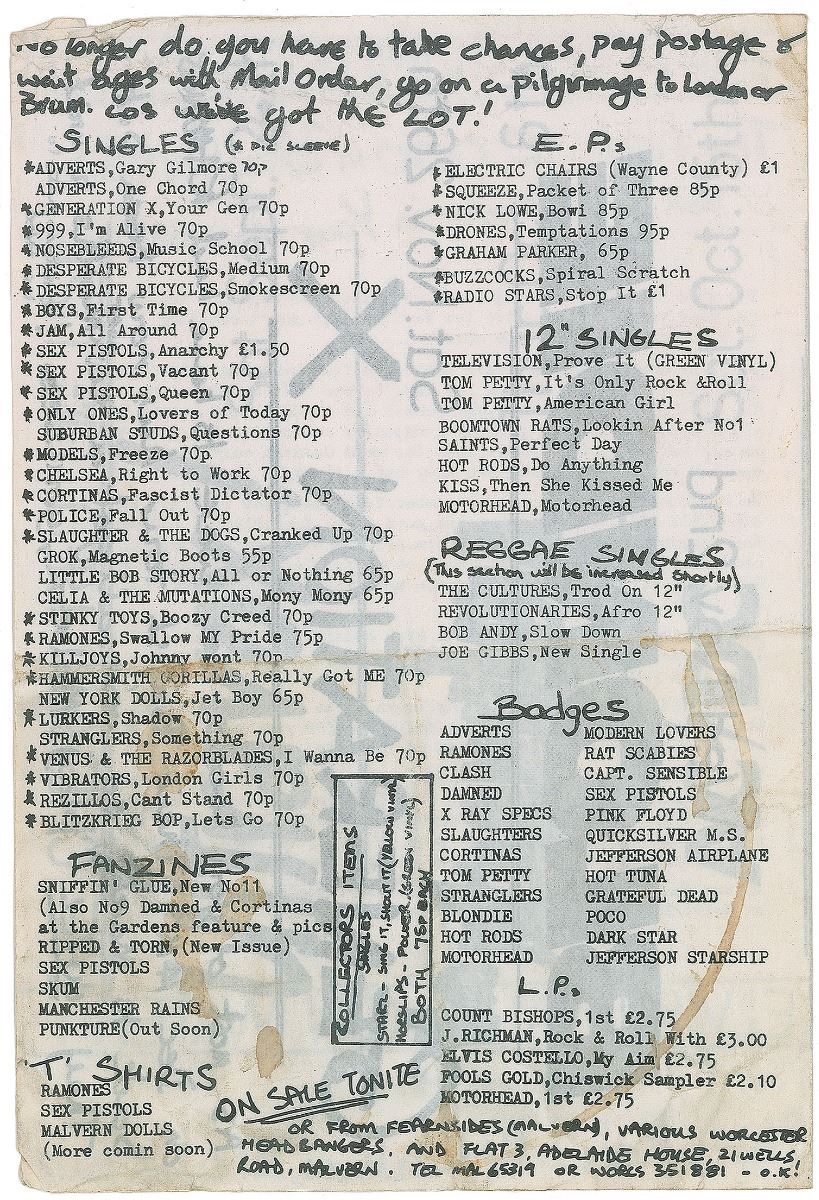 No longer do you have to take chances, pay postage &
wait ages with Mail Order, go on a pilgrimage to London or
Brum. cos we've got the LOT!
SINGLES (* PIC SLEEVE)
*ADVERTS,Gary Gilmore 70p
ADVERTS,One Chord 70p
*GENERATION X,Your Gen 70p
*999,I'm Alive 70p
*NOSEBLEEDS,Music School 70p
*DESPERATE BICYCLES,Medium 70p
*DESPERATE BICYCLES,Smokescreen 70p
*BOYS,First Time 70p
*JAM,All Around 70p
*SEX PISTOLS,Anarchy £1.50
*SEX PISTOLS,Vacant 70p
*SEX PISTOLS,Queen 70p
*ONLY ONES,Lovers of Today 70p
SUBURBAN STUDS,Questions 70p
*MODELS,Freeze 70p
*CHELSEA,Right to Work 70p
*CORTINAS,Fascist Dictator 70p
*POLICE,Fall Out 70p
*SLAUGHTER & THE DOGS,Cranked Up 70p
GROK,Magnetic Boots 55p
LITTLE BOB STORY,All or Nothing 65p
CELIA & THE MUTATIONS,Mony Mony 65p
*STINKY TOYS,Boozy Creed 70p
*RAMONES,Swallow MY Pride 75p
*KILLJOYS,Johnny wont 70p
*HAMMERSMITH GORILLAS,Really Got ME 70p
NEW YORK DOLLS,Jet Boy 65p
*LURKERS,Shadow 70p
STRANGLERS,Something 70p
*VENUS & THE RAZORBLADES,I Wanna Be 70p
*VIBRATORS,London Girls 70p
*REZILLOS,Cant Stand 70p
*BLITZKRIEG BOP,Lets Go 70p
FANZINES
SNIFFIN' GLUE,New No11
(Also No9 Damned & Cortinas
at the Gardens feature & pics
RIPPED & TORN,(New Issue)
SEX PISTOLS
SKUM
MANCHESTER RAINS
PUNKTURE(Out Soon)
'T' SHIRTS
RAMONES
SEX PISTOLS
MALVERN DOLLS
(More comin soon)
COLLECTORS ITEMS
SINGLES
STARZ - SING IT, SHOUT IT (YELLOW VINYL)
HORSLIPS - POWER (GREEN VINYL)
BOTH 75P EACH
E.P.s
*ELECTRIC CHAIRS (Wayne County) £1
*SQUEEZE,Packet of Three 85p
*NICK LOWE,Bowi 85p
*DRONES,Temptations 95p
*GRAHAM PARKER, 65p
*BUZZCOCKS,Spiral Scratch
*RADIO STARS,Stop It £1
12" SINGLES
TELEVISION,Prove It (GREEN VINYL)
TOM PETTY,It's Only Rock &Roll
TOM PETTY,American Girl
BOOMTOWN RATS,Lookin After No1
SAINTS,Perfect Day
HOT RODS,Do Anything
KISS,Then She Kissed Me
MOTORHEAD,Motorhead
REGGAE SINGLES
(This section will be increased shortly)
THE CULTURES,Trod On 12"
REVOLUTIONARIES,Afro 12"
BOB ANDY,Slow Down
JOE GIBBS,New Single
Badges
ADVERTS MODERN LOVERS
RAMONES RAT SCABIES
CLASH CAPT. SENSIBLE
DAMNED SEX PISTOLS
X RAY SPECS PINK FLOYD
SLAUGHTERS QUICKSILVER M.S.
CORTINAS JEFFERSON AIRPLANE
TOM PETTY HOT TUNA
STRANGLERS GRATEFUL DEAD
BLONDIE POCO
HOT RODS DARK STAR
MOTORHEAD JEFFERSON STARSHIP
L.P.s
COUNT BISHOPS,1st £2.75
J.RICHMAN,Rock & Roll With £3.00
ELVIS COSTELLO,My Aim £2.75
FOOLS GOLD,Chiswick Sampler £2.10
MOTORHEAD,1st £2.75
ON SALE TONITE
OR FROM FEARNSIDES (MALVERN), VARIOUS WORCESTER
HEADBANGERS, AND FLAT 3, ADELAIDE HOUSE, 21 WELLS
ROAD, MALVERN. TEL MAL 65319 OR WORKS 351881 - O.K!